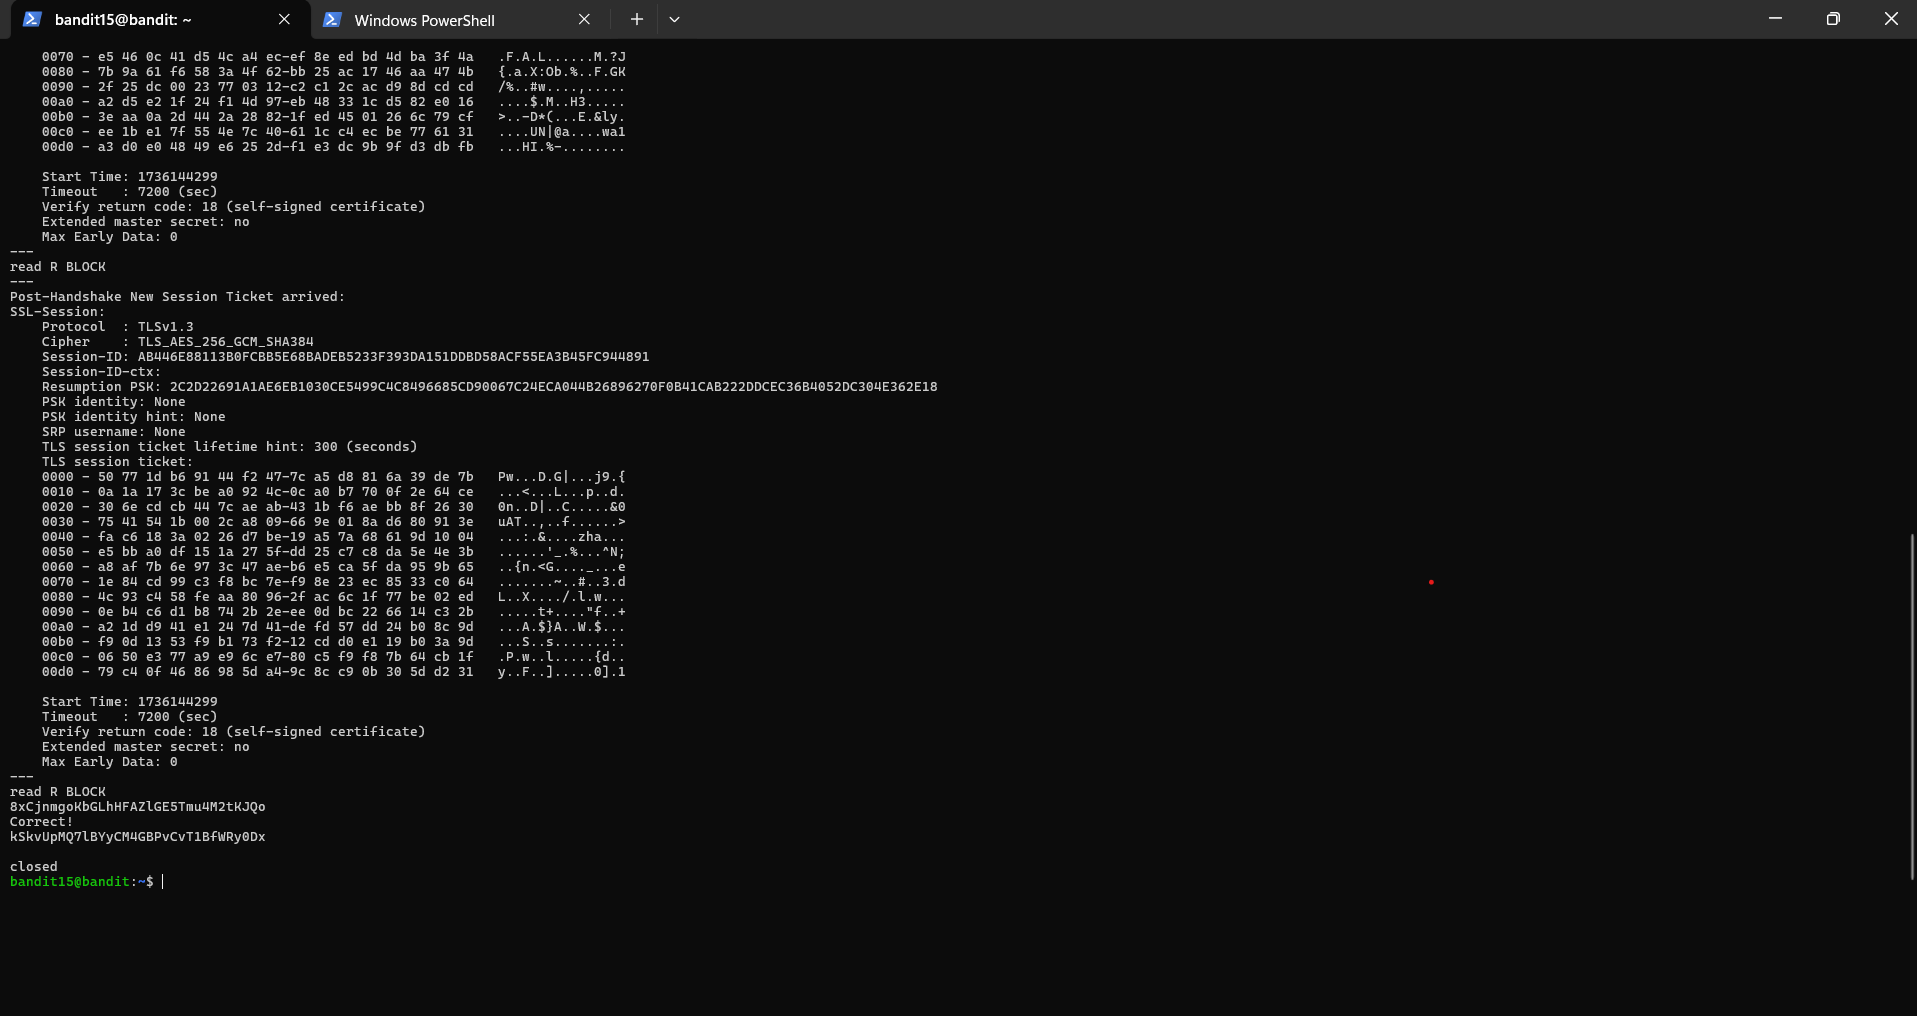 bandit15@bandit: ~
Windows PowerShell
0070 - e5 46 0c 41 d5 4c a4 ec-ef 8e ed bd 4d ba 3f 4a   .F.A.L......M.?J
0080 - 7b 9a 61 f6 58 3a 4f 62-bb 25 ac 17 46 aa 47 4b   {.a.X:Ob.%..F.GK
0090 - 2f 25 dc 00 23 77 03 12-c2 c1 2c ac d9 8d cd cd   /%..#w....,.....
00a0 - a2 d5 e2 1f 24 f1 4d 97-eb 48 33 1c d5 82 e0 16   ....$.M..H3.....
00b0 - 3e aa 0a 2d 44 2a 28 82-1f ed 45 01 26 6c 79 cf   >..-D*(...E.&ly.
00c0 - ee 1b e1 7f 55 4e 7c 40-61 1c c4 ec be 77 61 31   ....UN|@a....wa1
00d0 - a3 d0 e0 48 49 e6 25 2d-f1 e3 dc 9b 9f d3 db fb   ...HI.%-........
Start Time: 1736144299
Timeout   : 7200 (sec)
Verify return code: 18 (self-signed certificate)
Extended master secret: no
Max Early Data: 0
---
read R BLOCK
---
Post-Handshake New Session Ticket arrived:
SSL-Session:
Protocol  : TLSv1.3
Cipher    : TLS_AES_256_GCM_SHA384
Session-ID: AB446E88113B0FCBB5E68BADEB5233F393DA151DDBD58ACF55EA3B45FC944891
Session-ID-ctx:
Resumption PSK: 2C2D22691A1AE6EB1030CE5499C4C8496685CD90067C24ECA044B26896270F0B41CAB222DDCEC36B4052DC304E362E18
PSK identity: None
PSK identity hint: None
SRP username: None
TLS session ticket lifetime hint: 300 (seconds)
TLS session ticket:
0000 - 50 77 1d b6 91 44 f2 47-7c a5 d8 81 6a 39 de 7b   Pw...D.G|...j9.{
0010 - 0a 1a 17 3c be a0 92 4c-0c a0 b7 70 0f 2e 64 ce   ...<...L...p..d.
0020 - 30 6e cd cb 44 7c ae ab-43 1b f6 ae bb 8f 26 30   0n..D|..C.....&0
0030 - 75 41 54 1b 00 2c a8 09-66 9e 01 8a d6 80 91 3e   uAT..,..f......>
0040 - fa c6 18 3a 02 26 d7 be-19 a5 7a 68 61 9d 10 04   ...:.&....zha...
0050 - e5 bb a0 df 15 1a 27 5f-dd 25 c7 c8 da 5e 4e 3b   ......'_.%...^N;
0060 - a8 af 7b 6e 97 3c 47 ae-b6 e5 ca 5f da 95 9b 65   ..{n.<G...._...e
0070 - 1e 84 cd 99 c3 f8 bc 7e-f9 8e 23 ec 85 33 c0 64   .......~..#..3.d
0080 - 4c 93 c4 58 fe aa 80 96-2f ac 6c 1f 77 be 02 ed   L..X..../.l.w...
0090 - 0e b4 c6 d1 b8 74 2b 2e-ee 0d bc 22 66 14 c3 2b   .....t+...."f..+
00a0 - a2 1d d9 41 e1 24 7d 41-de fd 57 dd 24 b0 8c 9d   ...A.$}A..W.$...
00b0 - f9 0d 13 53 f9 b1 73 f2-12 cd d0 e1 19 b0 3a 9d   ...S..s.......:.
00c0 - 06 50 e3 77 a9 e9 6c e7-80 c5 f9 f8 7b 64 cb 1f   .P.w..l.....{d..
00d0 - 79 c4 0f 46 86 98 5d a4-9c 8c c9 0b 30 5d d2 31   y..F..].....0].1
Start Time: 1736144299
Timeout   : 7200 (sec)
Verify return code: 18 (self-signed certificate)
Extended master secret: no
Max Early Data: 0
---
read R BLOCK
8xCjnmgoKbGLhHFAZlGE5Tmu4M2tKJQo
Correct!
kSkvUpMQ7lBYyCM4GBPvCvT1BfWRy0Dx
closed
bandit15@bandit:~$